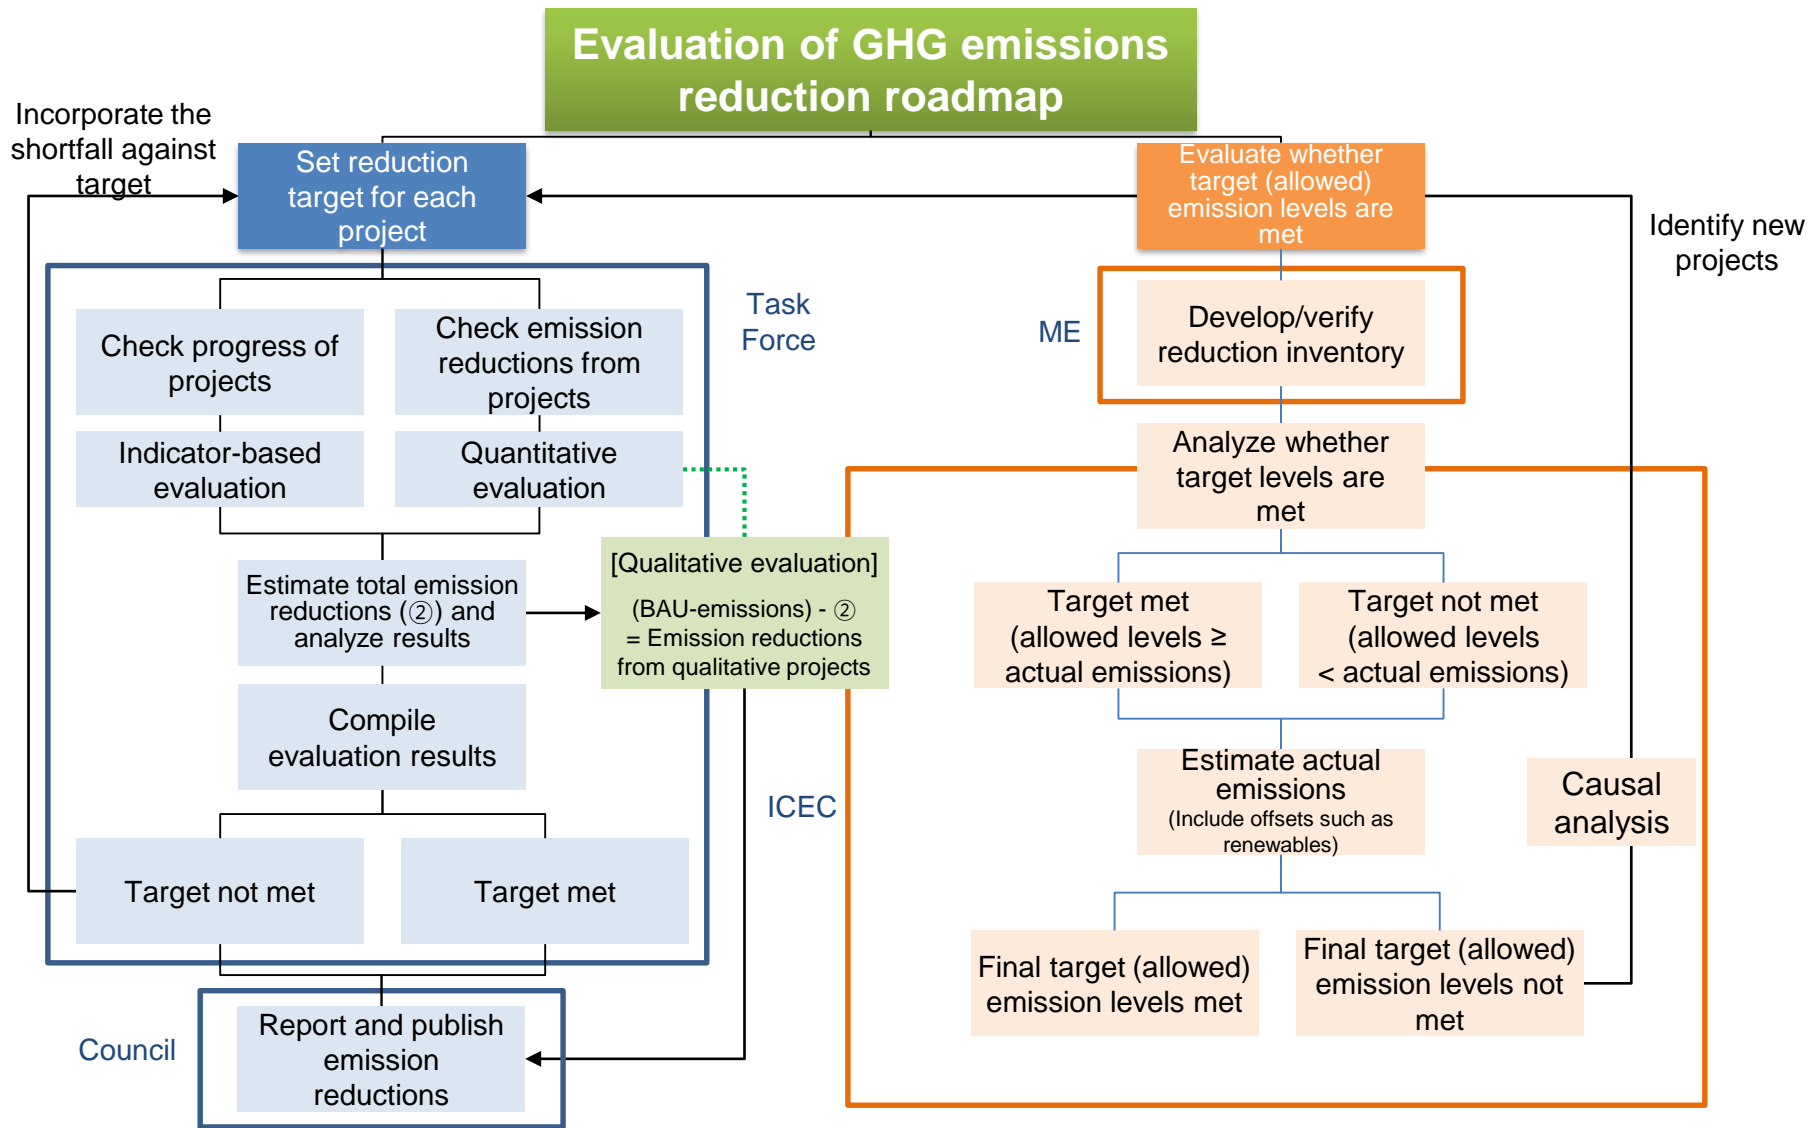 Evaluation of GHG emissions
reduction roadmap
Incorporate the
shortfall against
target
Set reduction
target for each
project
Evaluate whether
target (allowed)
emission levels are
met
Identify new
projects
Task
Force
Check progress of
projects
Check emission
reductions from
projects
ME
Develop/verify
reduction inventory
Indicator-based
evaluation
Quantitative
evaluation
Analyze whether
target levels are
met
Estimate total emission
reductions (②) and
analyze results
[Qualitative evaluation]
(BAU-emissions) - ②
= Emission reductions
from qualitative projects
Target met
(allowed levels ≥
actual emissions)
Target not met
(allowed levels
< actual emissions)
Compile
evaluation results
ICEC
Estimate actual
emissions
(Include offsets such as
renewables)
Causal
analysis
Target not met
Target met
Final target (allowed)
emission levels met
Final target (allowed)
emission levels not
met
Council
Report and publish
emission
reductions